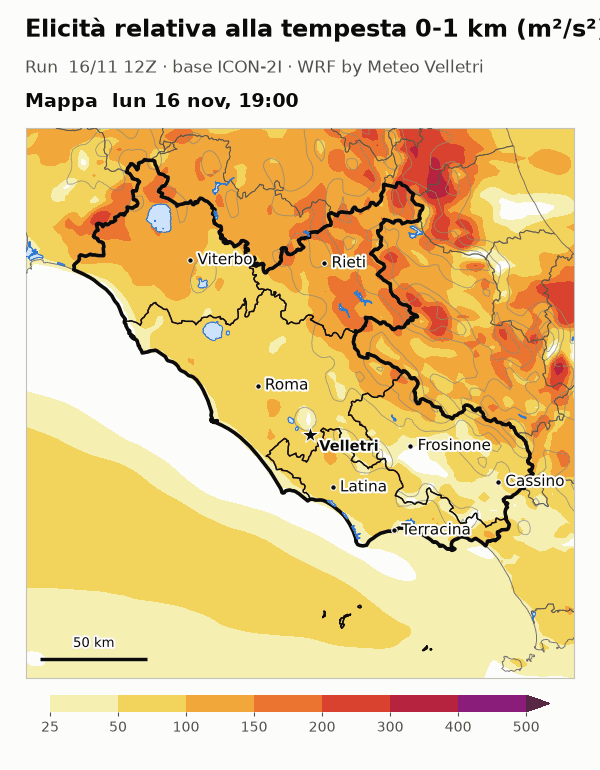 Elicità relativa alla tempesta 0-1 km (m²/s²)
Run  16/11 12Z · base ICON-2I · WRF by Meteo Velletri
Mappa  lun 16 nov, 19:00
Viterbo
Rieti
Roma
Velletri
Frosinone
Latina
Cassino
Terracina
50 km
25 50 100 150 200 300 400 500